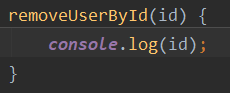 removeUserById(id) {
    console.log(id);
}